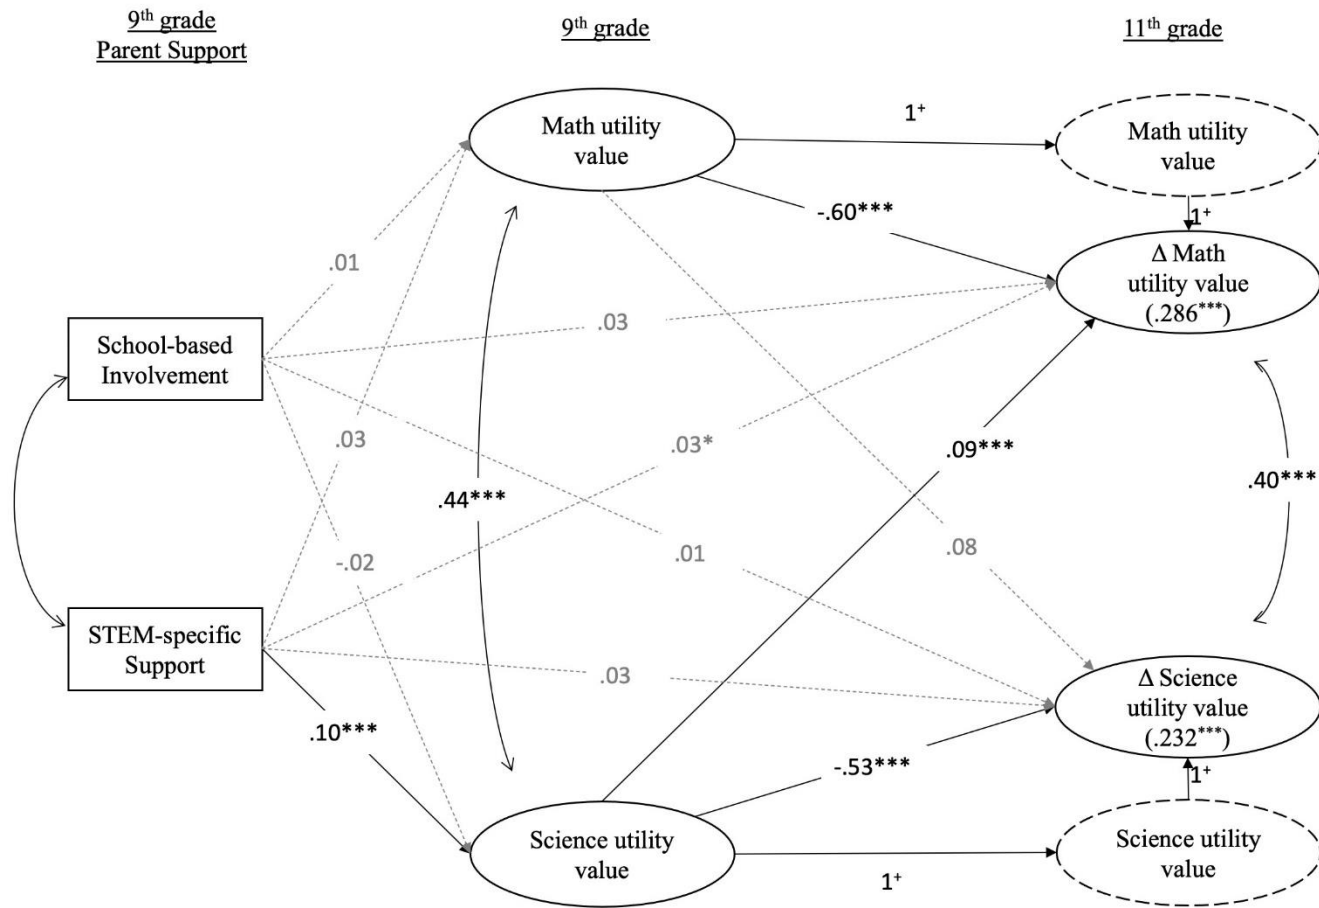 9th grade
Parent Support
9th grade
11th grade
Math utility
value
1+
Math utility
value
-.60***
1+
Δ Math
utility value
(.286***)
.01
.03
School-based
Involvement
.03
.03*
.09***
.44***
.40***
.08
-.02
.01
STEM-specific
Support
.03
Δ Science
utility value
(.232***)
.10***
-.53***
1+
Science utility
value
1+
Science utility
value